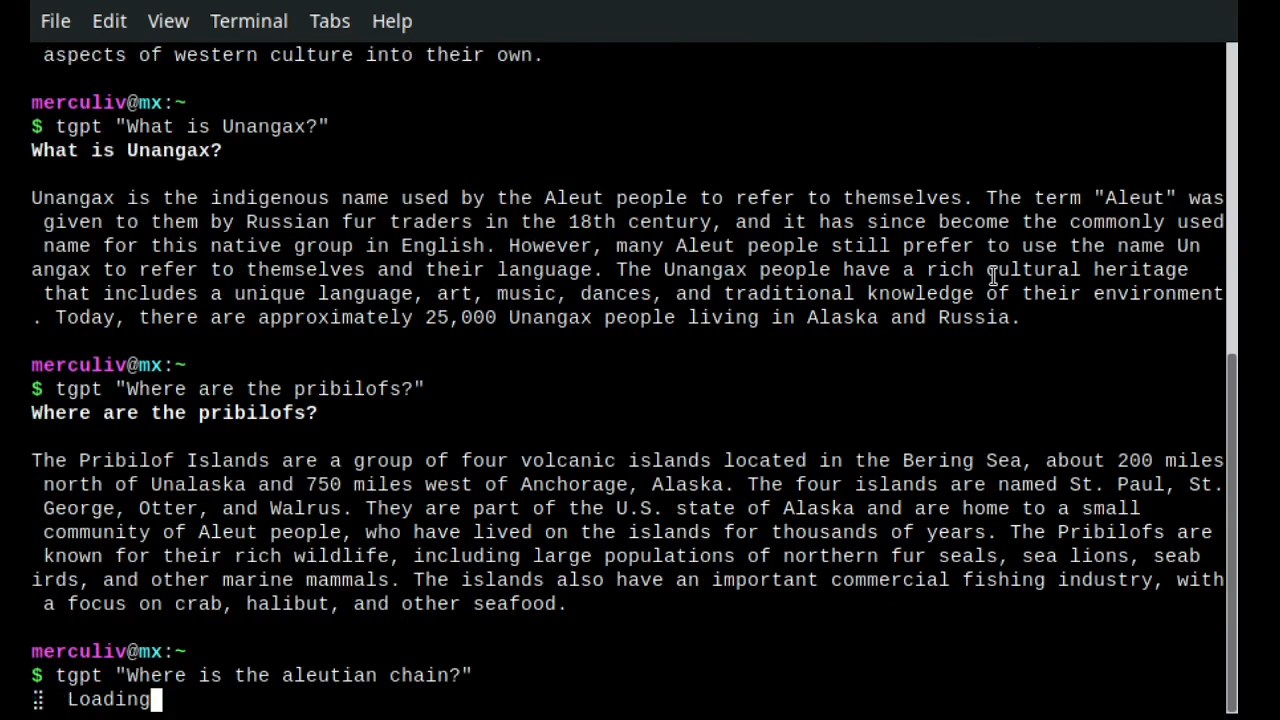 File Edit View Terminal Tabs Help
aspects of western culture into their own.
merculiv@mx:~
$ tgpt "What is Unangax?"
What is Unangax?
Unangax is the indigenous name used by the Aleut people to refer to themselves. The term "Aleut" was
given to them by Russian fur traders in the 18th century, and it has since become the commonly used
name for this native group in English. However, many Aleut people still prefer to use the name Un
angax to refer to themselves and their language. The Unangax people have a rich cultural heritage
that includes a unique language, art, music, dances, and traditional knowledge of their environment
. Today, there are approximately 25,000 Unangax people living in Alaska and Russia.
merculiv@mx:~
$ tgpt "Where are the pribilofs?"
Where are the pribilofs?
The Pribilof Islands are a group of four volcanic islands located in the Bering Sea, about 200 miles
north of Unalaska and 750 miles west of Anchorage, Alaska. The four islands are named St. Paul, St.
George, Otter, and Walrus. They are part of the U.S. state of Alaska and are home to a small
community of Aleut people, who have lived on the islands for thousands of years. The Pribilofs are
known for their rich wildlife, including large populations of northern fur seals, sea lions, seab
irds, and other marine mammals. The islands also have an important commercial fishing industry, with
a focus on crab, halibut, and other seafood.
merculiv@mx:~
$ tgpt "Where is the aleutian chain?"
⣻ Loading